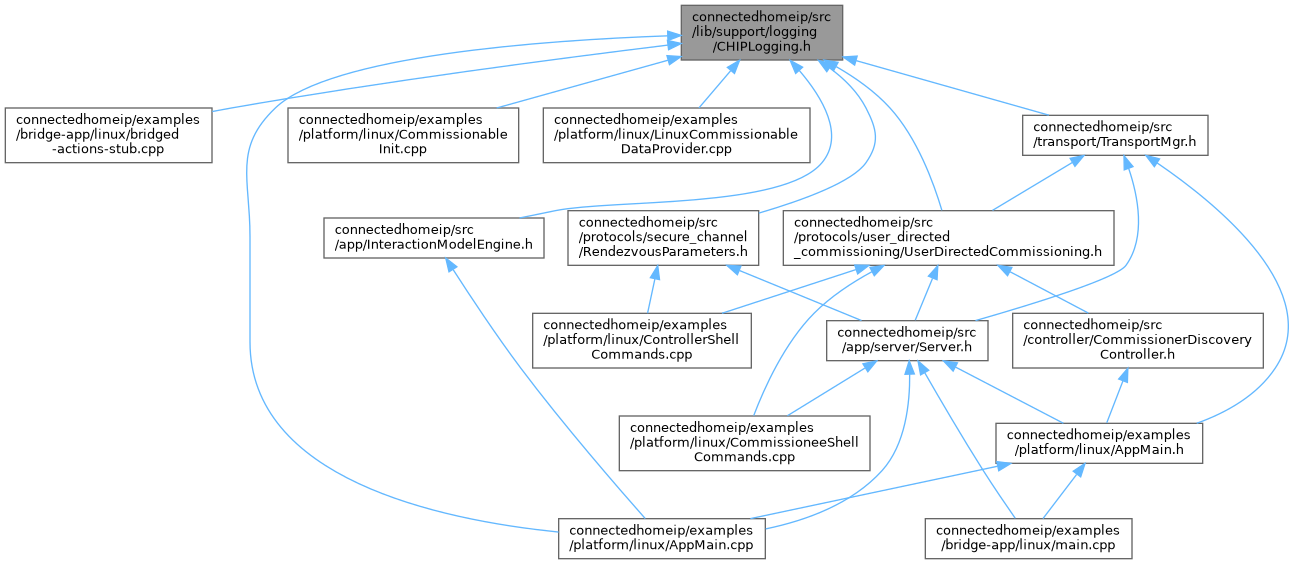 connectedhomeip/src
/lib/support/logging
/CHIPLogging.h
connectedhomeip/examples
/bridge-app/linux/bridged
-actions-stub.cpp
connectedhomeip/examples
/platform/linux/Commissionable
Init.cpp
connectedhomeip/examples
/platform/linux/LinuxCommissionable
DataProvider.cpp
connectedhomeip/src
/transport/TransportMgr.h
connectedhomeip/src
/app/InteractionModelEngine.h
connectedhomeip/src
/protocols/secure_channel
/RendezvousParameters.h
connectedhomeip/src
/protocols/user_directed
_commissioning/UserDirectedCommissioning.h
connectedhomeip/examples
/platform/linux/ControllerShell
Commands.cpp
connectedhomeip/src
/app/server/Server.h
connectedhomeip/src
/controller/CommissionerDiscovery
Controller.h
connectedhomeip/examples
/platform/linux/CommissioneeShell
Commands.cpp
connectedhomeip/examples
/platform/linux/AppMain.h
connectedhomeip/examples
/platform/linux/AppMain.cpp
connectedhomeip/examples
/bridge-app/linux/main.cpp